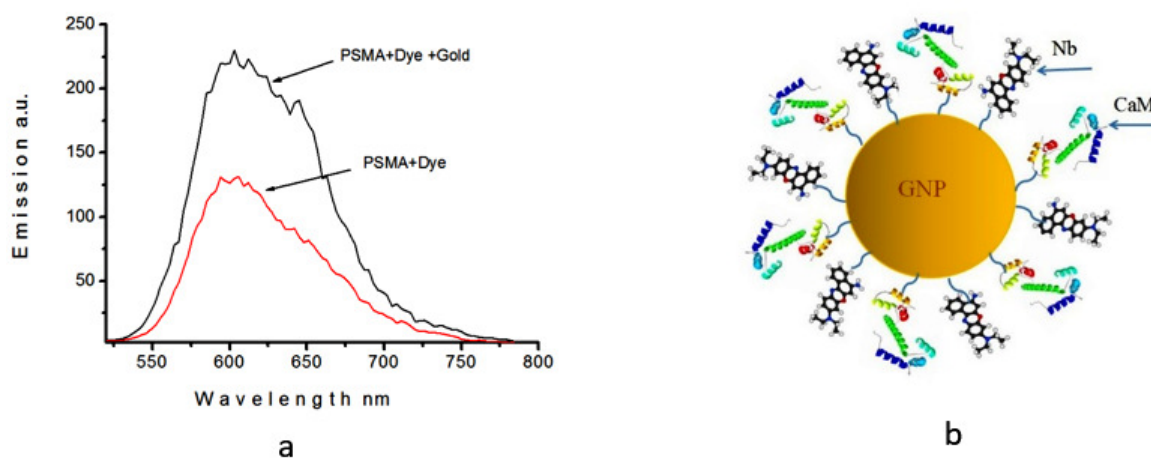 250
200
150
100
50
Emission a.u.
PSMA+Dye +Gold
PSMA+Dye
550 600 650 700 750 800
Wavelength nm
a
Nb
CaM
GNP
b